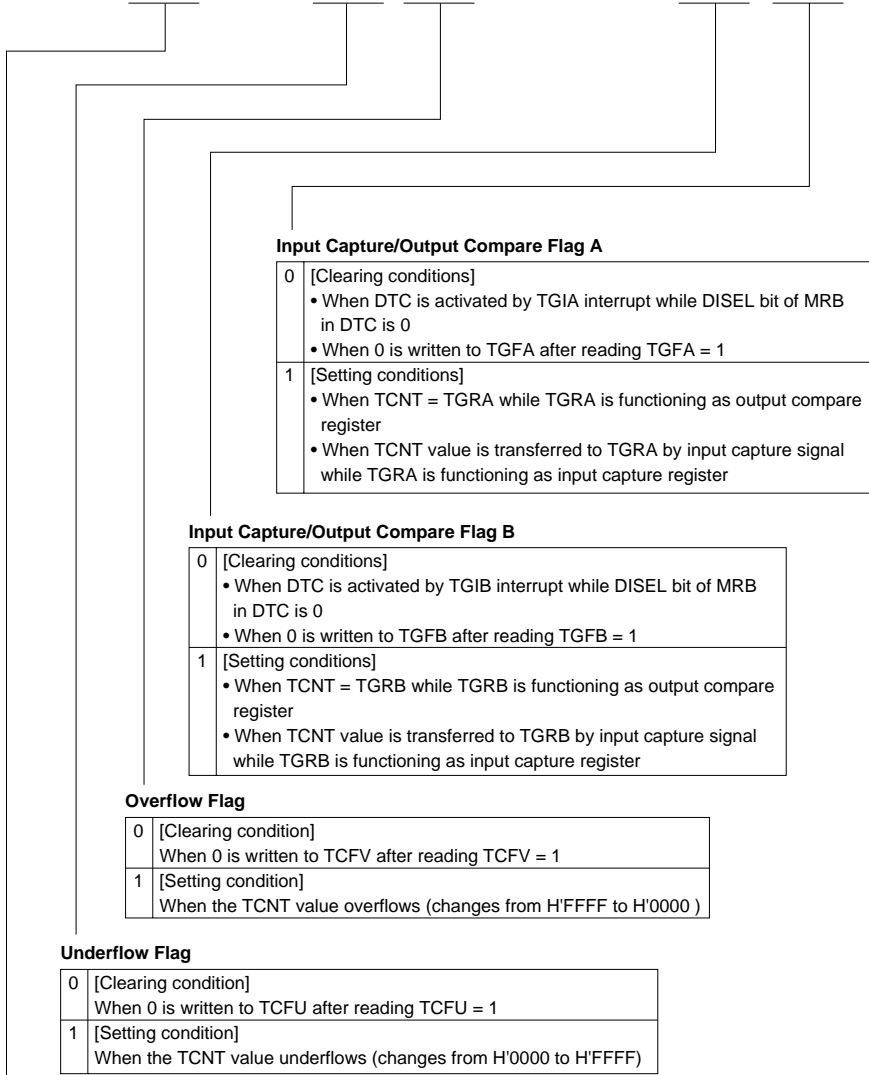 Input Capture/Output Compare Flag A
0 [Clearing conditions]
• When DTC is activated by TGIA interrupt while DISEL bit of MRB
in DTC is 0
• When 0 is written to TGFA after reading TGFA = 1
1 [Setting conditions]
• When TCNT = TGRA while TGRA is functioning as output compare
register
• When TCNT value is transferred to TGRA by input capture signal
while TGRA is functioning as input capture register
Input Capture/Output Compare Flag B
0 [Clearing conditions]
• When DTC is activated by TGIB interrupt while DISEL bit of MRB
in DTC is 0
• When 0 is written to TGFB after reading TGFB = 1
1 [Setting conditions]
• When TCNT = TGRB while TGRB is functioning as output compare
register
• When TCNT value is transferred to TGRB by input capture signal
while TGRB is functioning as input capture register
Overflow Flag
0 [Clearing condition]
When 0 is written to TCFV after reading TCFV = 1
1 [Setting condition]
When the TCNT value overflows (changes from H'FFFF to H'0000 )
Underflow Flag
0 [Clearing condition]
When 0 is written to TCFU after reading TCFU = 1
1 [Setting condition]
When the TCNT value underflows (changes from H'0000 to H'FFFF)